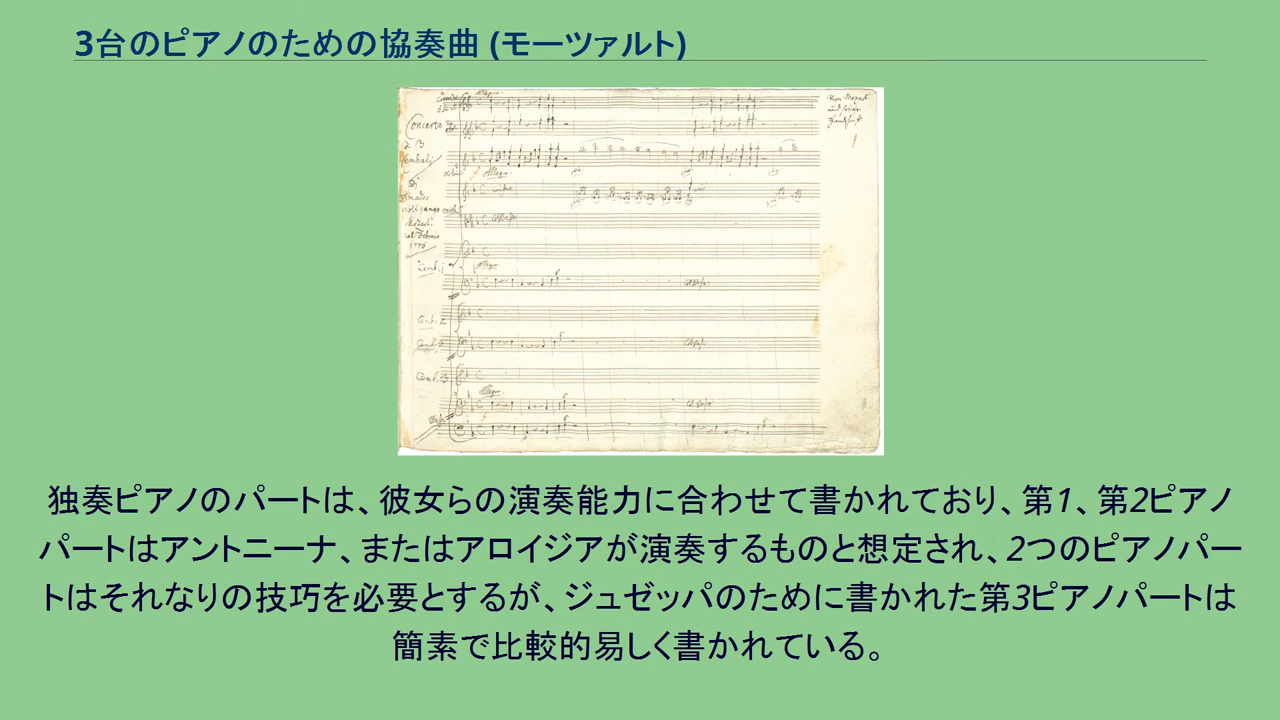 3台のピアノのための協奏曲 (モーツァルト)
Allegro
Concerto
Allegro
Allegro
Allegro
独奏ピアノのパートは、彼女らの演奏能力に合わせて書かれており、第1、第2ピアノ
パートはアントニーナ、またはアロイジアが演奏するものと想定され、2つのピアノパー
トはそれなりの技巧を必要とするが、ジュゼッパのために書かれた第3ピアノパートは
簡素で比較的易しく書かれている。